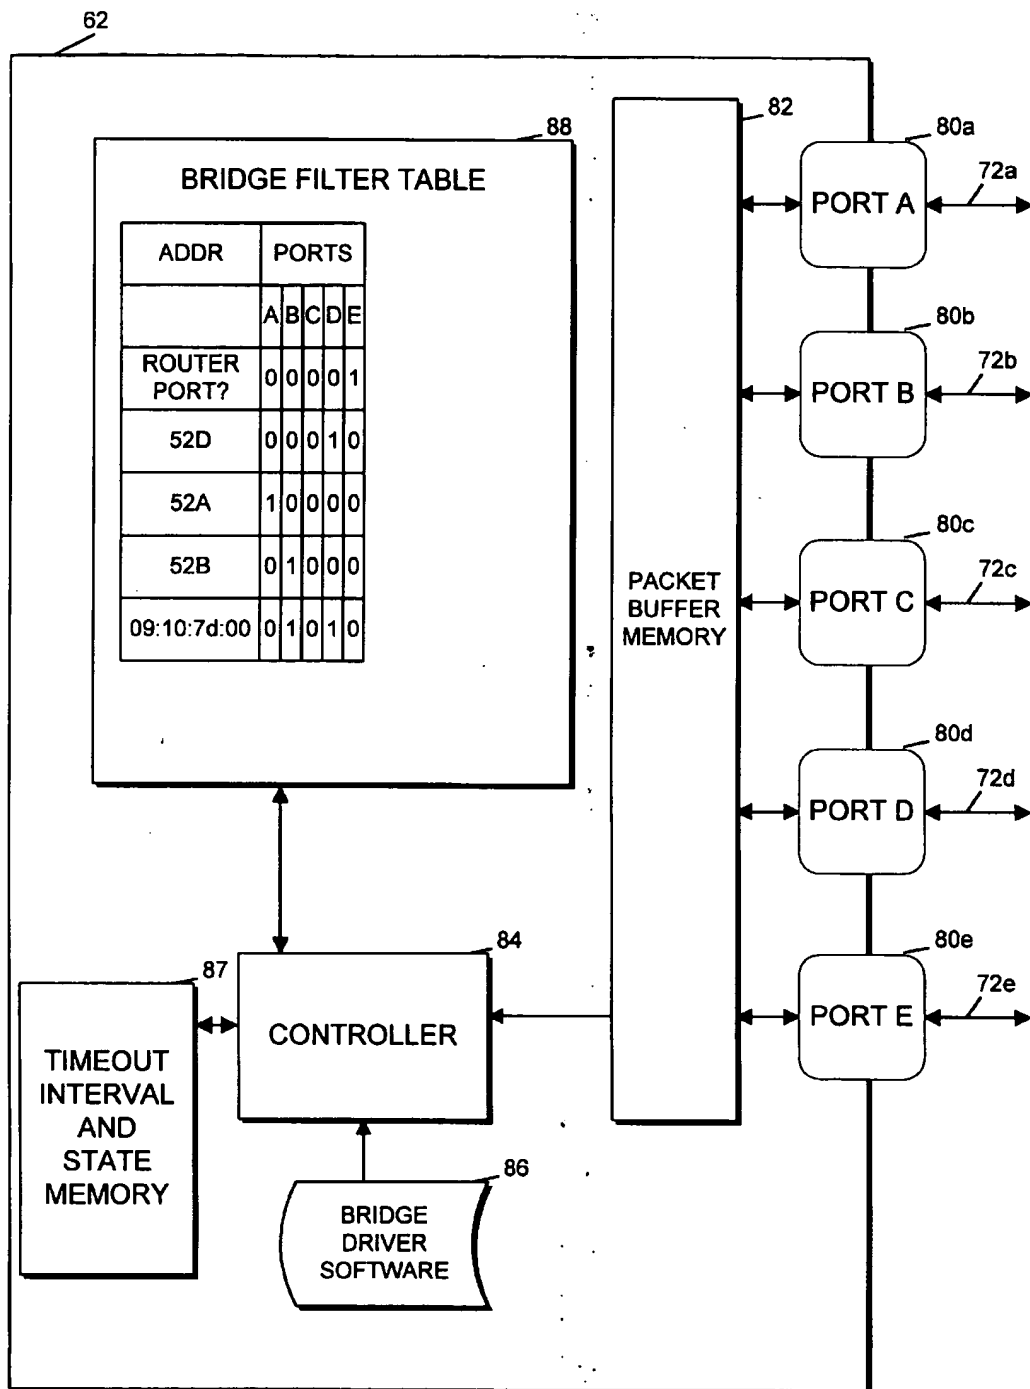 62
88
BRIDGE FILTER TABLE
ADDR PORTS
A B C D E
ROUTER
PORT?
0 0 0 0 1
52D 0 0 0 1 0
52A 1 0 0 0 0
52B 0 1 0 0 0
09:10:7d:00 0 1 0 1 0
82
PACKET
BUFFER
MEMORY
80a
PORT A
72a
80b
PORT B
72b
80c
PORT C
72c
80d
PORT D
72d
80e
PORT E
72e
84
CONTROLLER
87
TIMEOUT
INTERVAL
AND
STATE
MEMORY
86
BRIDGE
DRIVER
SOFTWARE